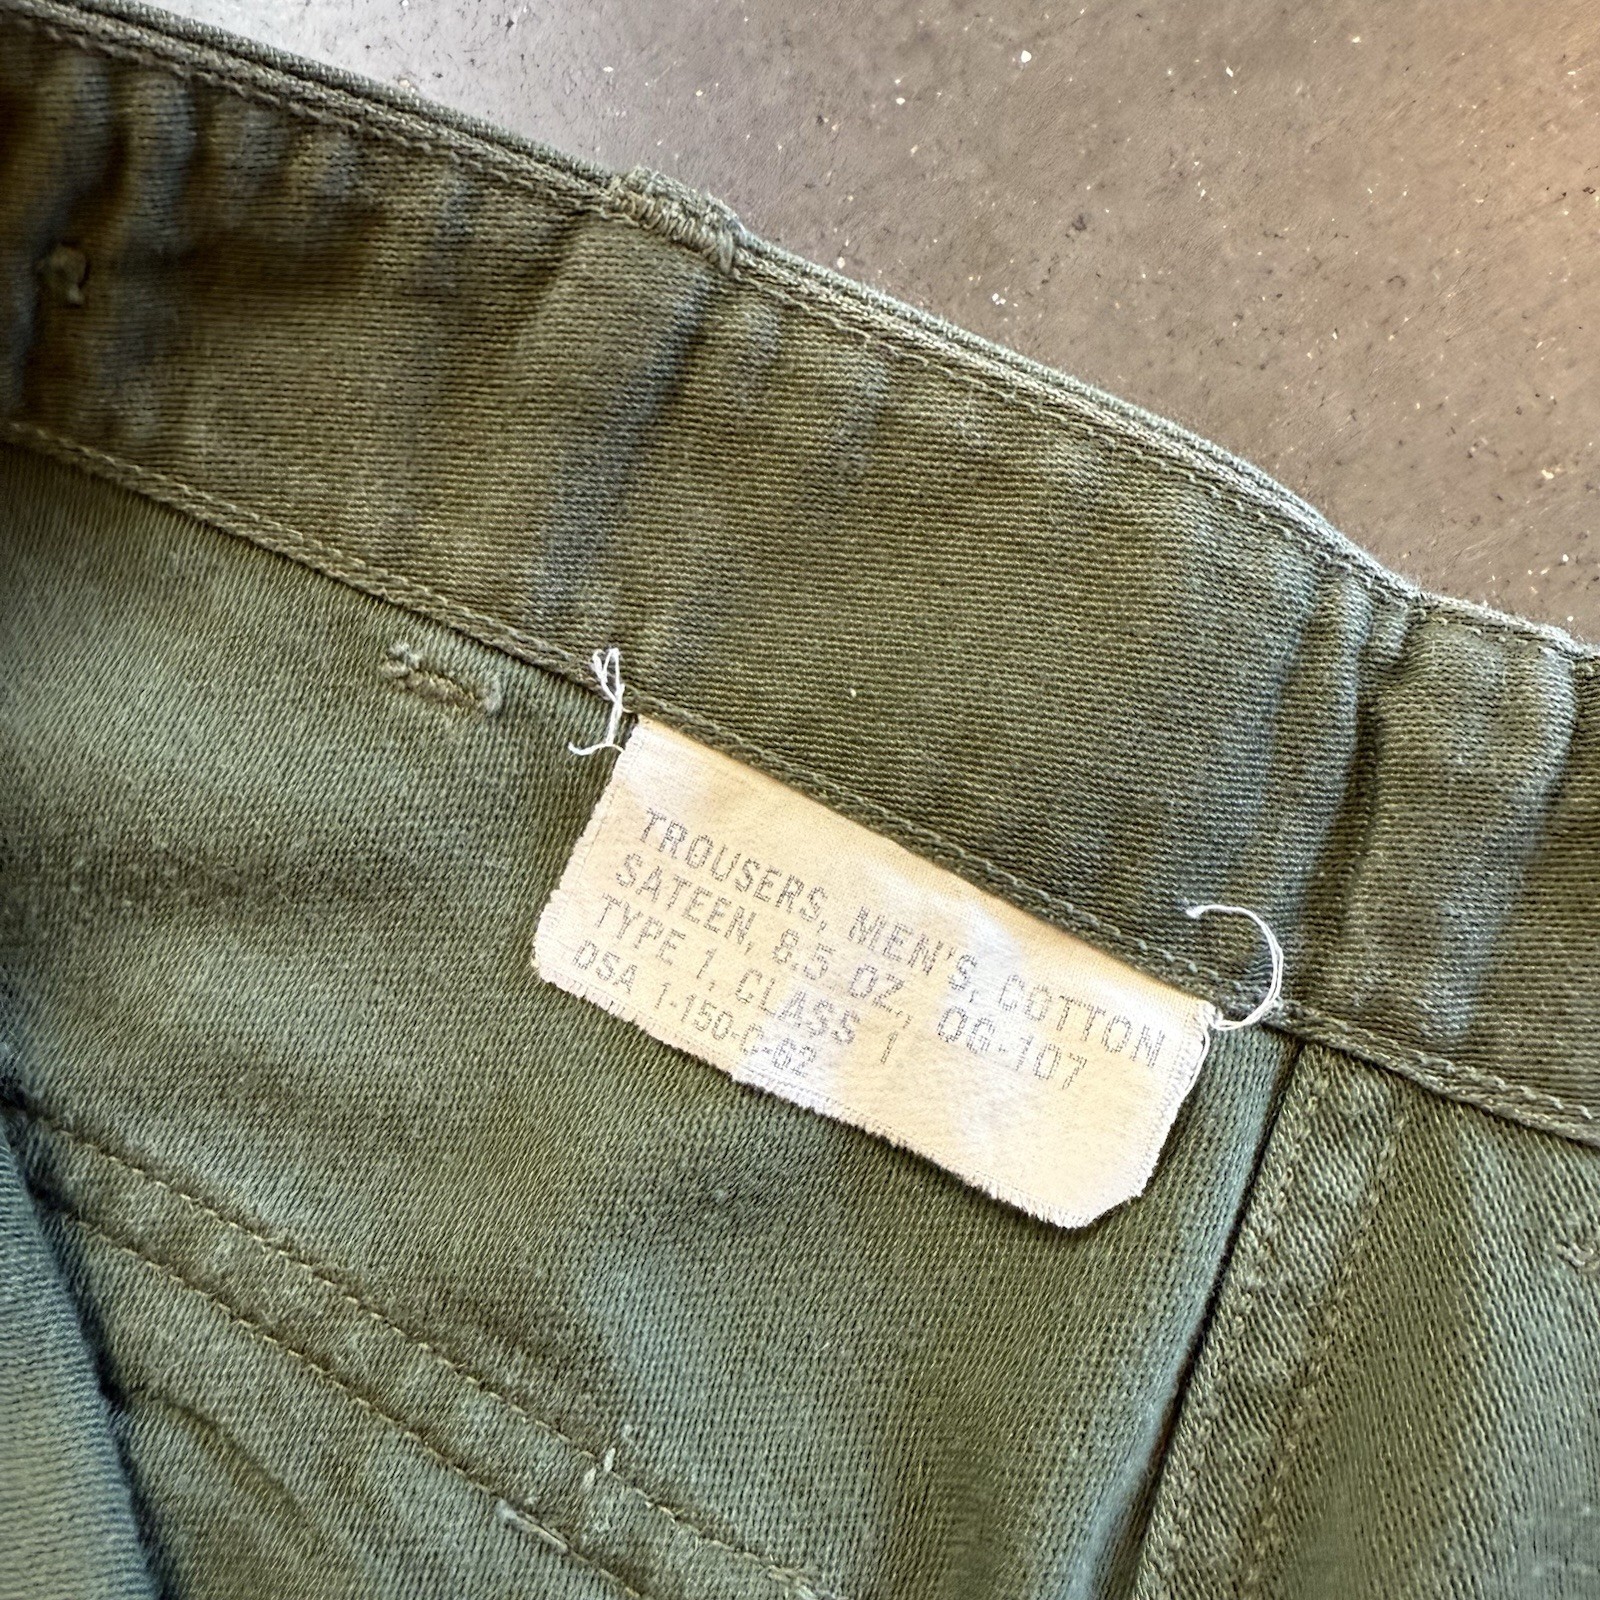 TROUSERS, MEN'S, COTTON
SATEEN, 8.5 OZ., OG-107
TYPE 1, CLASS 1
DSA 1-150-C-62